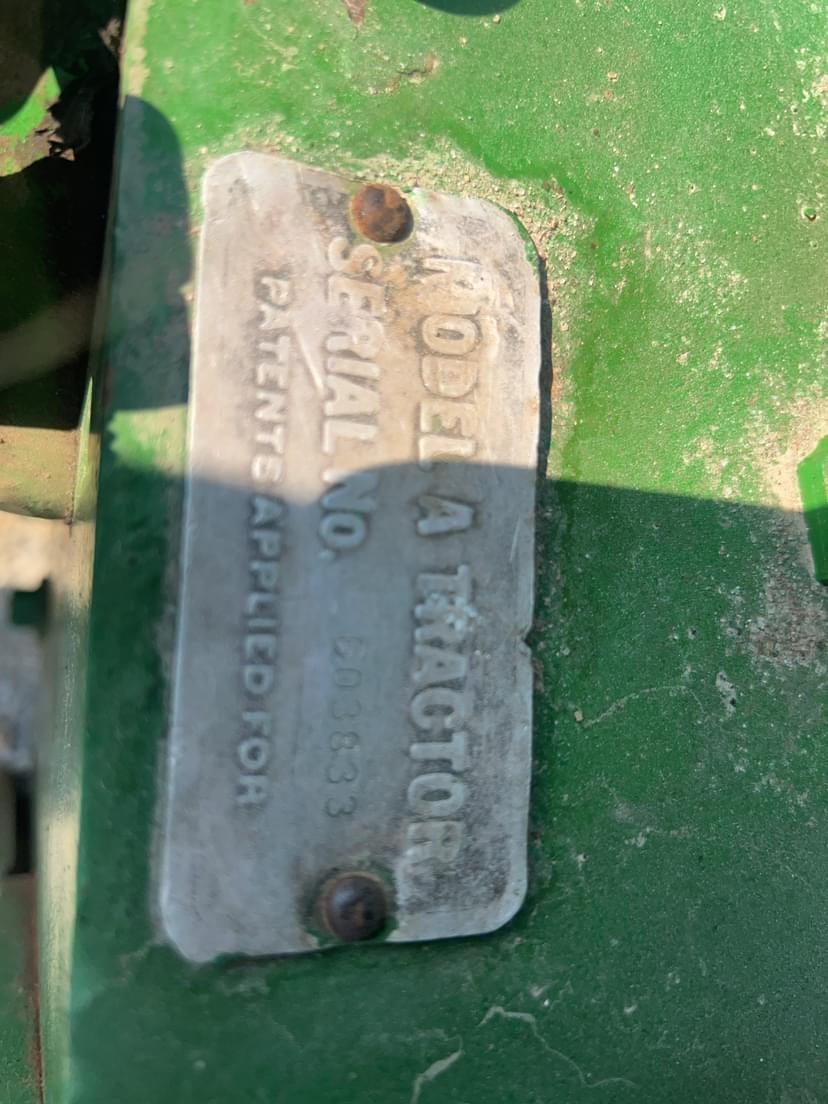 MODEL A TRACTOR
SERIAL NO. 603833
PATENTS APPLIED FOR